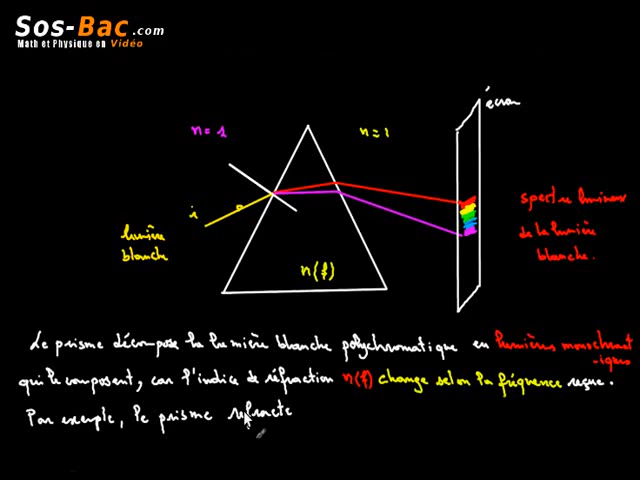 Sos-Bac.com
Math et Physique en Vidéo
écran
n = 1
n = 1
i
lumière
blanche
n(f)
spectre lumineux
de la lumière
blanche.
Le prisme décompose la lumière blanche polychromatique en lumières monochromat
-iques
qui le composent, car l'indice de réfraction n(f) change selon la fréquence reçue.
Par exemple, le prisme refracte